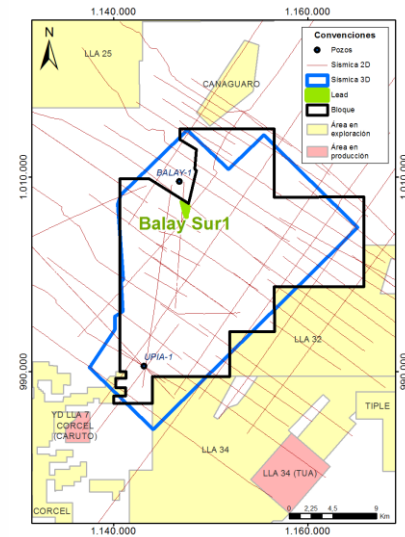 1.140.000
1.160.000
N
LLA 25
CANAGUARO
Convenciones
Pozos
Sísmica 2D
Sísmica 3D
Lead
Bloque
Área en
exploración
Área en
producción
1.010.000
1.010.000
BALAY-1
Balay Sur1
LLA 32
UPIA-1
980.000
980.000
YD LLA 7
CORCEL
(CARUTO)
TIPLE
LLA 34
LLA 34 (TUA)
CORCEL
0 2,25 4,5 9
Km
1.140.000
1.160.000